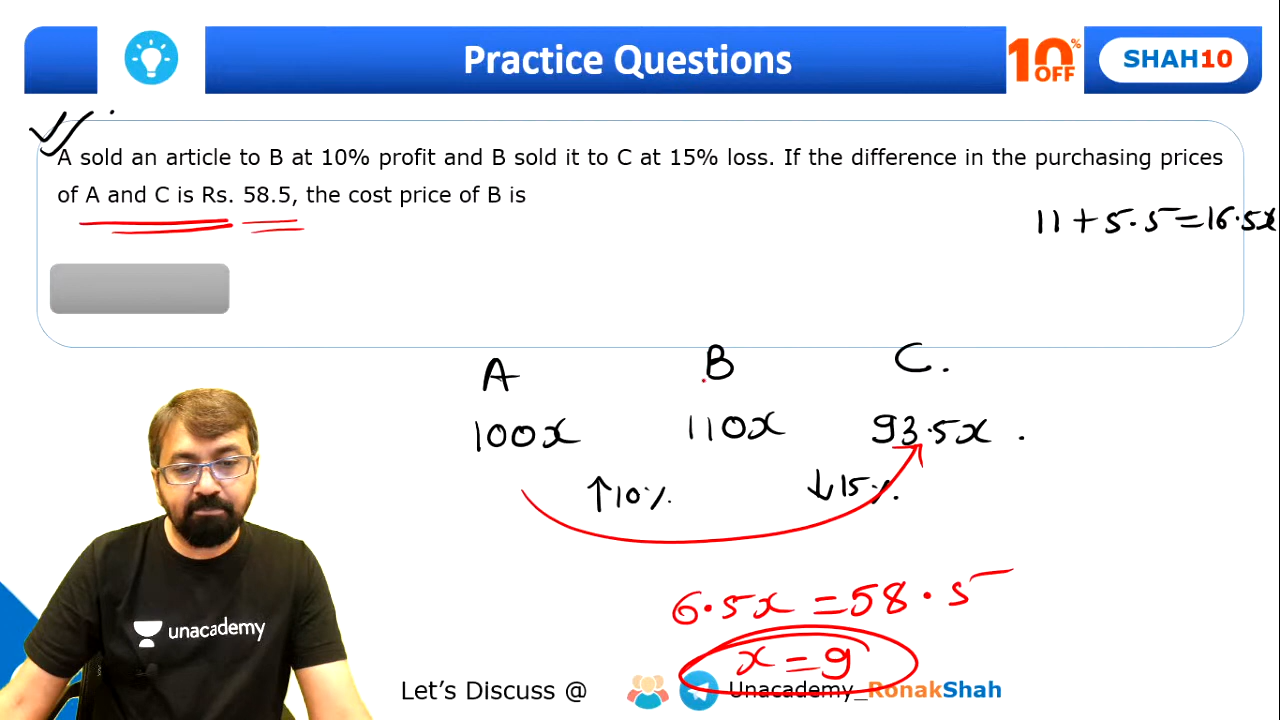 Practice Questions
10% OFF
SHAH10
A sold an article to B at 10% profit and B sold it to C at 15% loss. If the difference in the purchasing prices
of A and C is Rs. 58.5, the cost price of B is
11 + 5.5 = 16.5x
A B C.
100x 110x 93.5x .
↑10% ↓15%
6.5x = 58.5
x = 9
unacademy
Let’s Discuss @ Unacademy_RonakShah